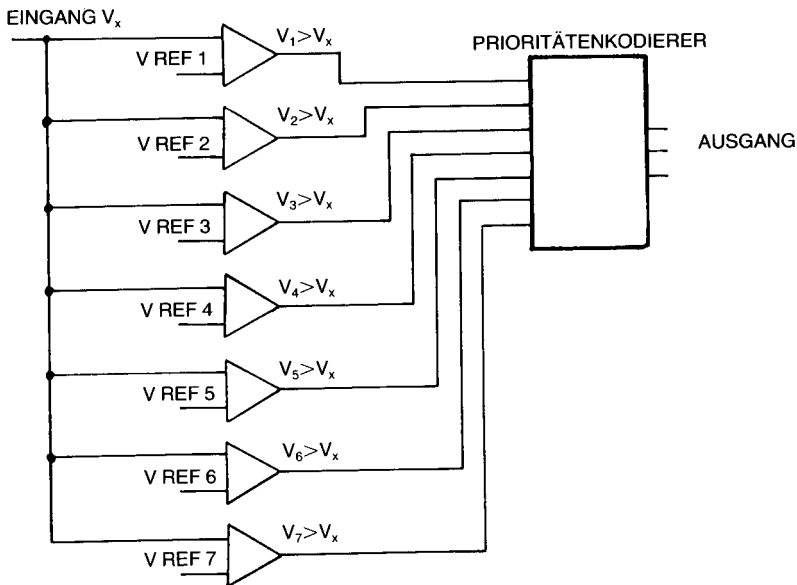 EINGANG Vₓ
V REF 1
V₁>Vₓ
PRIORITÄTENKODIERER
V REF 2
V₂>Vₓ
AUSGANG
V REF 3
V₃>Vₓ
V REF 4
V₄>Vₓ
V REF 5
V₅>Vₓ
V REF 6
V₆>Vₓ
V REF 7
V₇>Vₓ